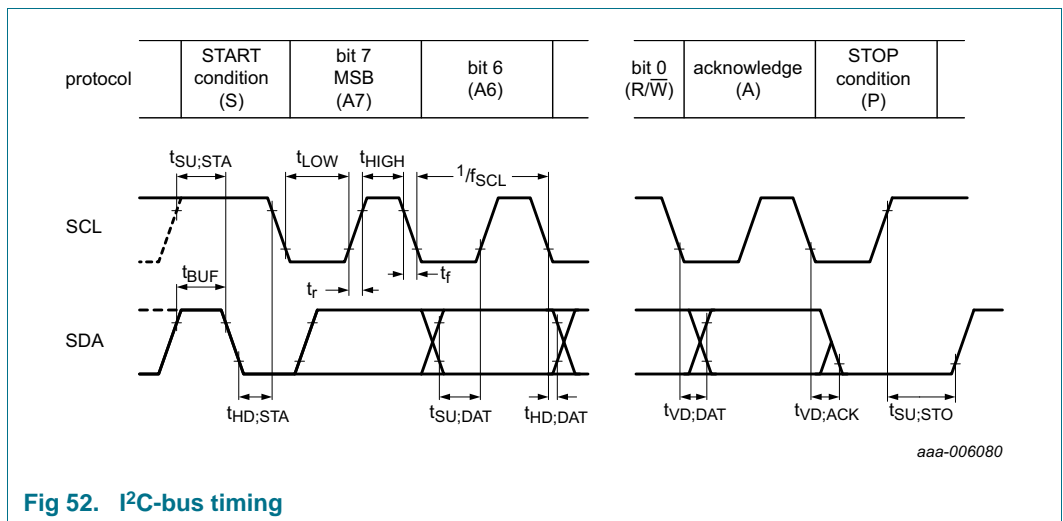 protocol
START
condition
(S)
bit 7
MSB
(A7)
bit 6
(A6)
bit 0
(R/W̅)
acknowledge
(A)
STOP
condition
(P)
tSU;STA
tLOW
tHIGH
1/fSCL
SCL
tBUF
tr
tf
SDA
tHD;STA
tSU;DAT
tHD;DAT
tVD;DAT
tVD;ACK
tSU;STO
aaa-006080
Fig 52. I²C-bus timing